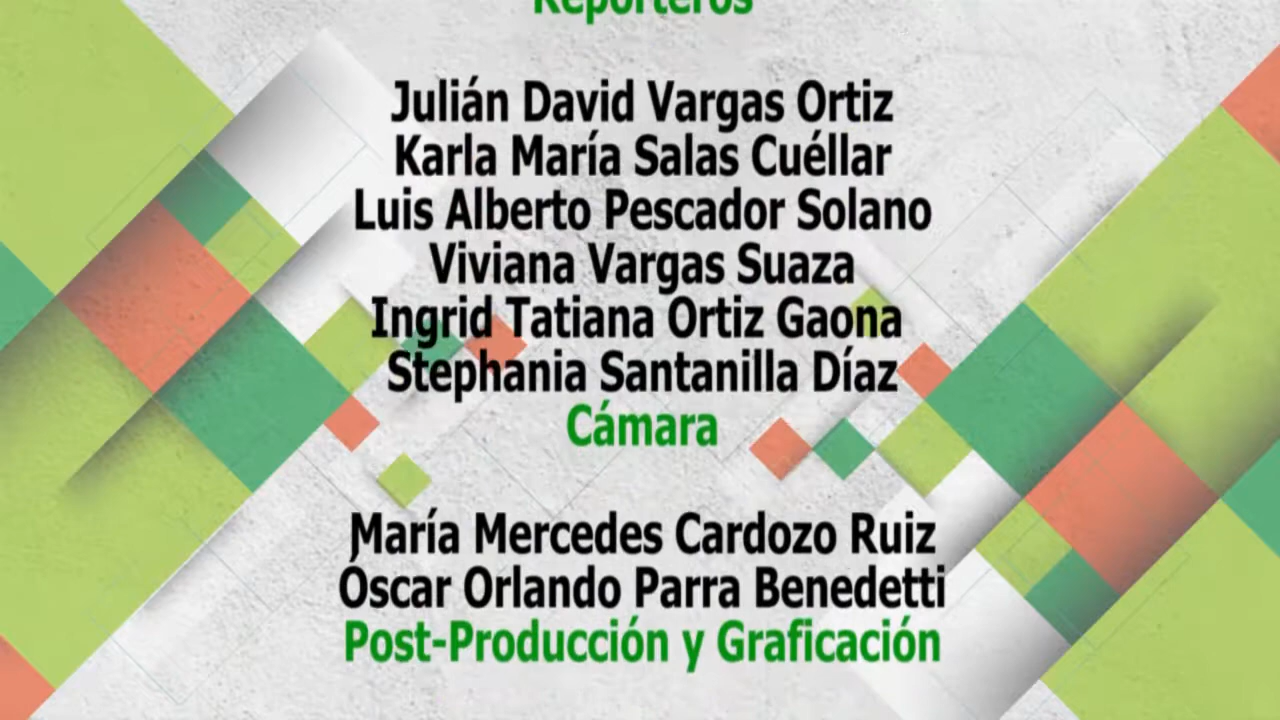 Reporteros
Julián David Vargas Ortiz
Karla María Salas Cuéllar
Luis Alberto Pescador Solano
Viviana Vargas Suaza
Ingrid Tatiana Ortiz Gaona
Stephania Santanilla Díaz
Cámara
María Mercedes Cardozo Ruiz
Óscar Orlando Parra Benedetti
Post-Producción y Graficación